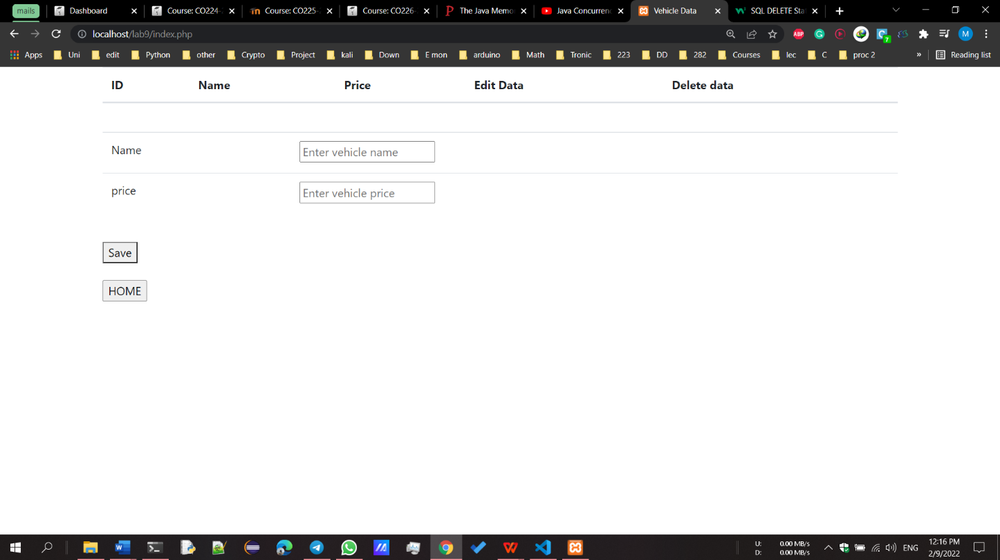 mails Dashboard Course: CO224- Course: CO225- Course: CO226- The Java Memo Java Concurrenc Vehicle Data SQL DELETE Sta
localhost/lab9/index.php
ABP G 7 M
Apps Uni edit Python other Crypto Project kali Down E mon arduino Math Tronic 223 DD 282 Courses lec C proc 2 » Reading list
ID Name Price Edit Data Delete data
Name Enter vehicle name
price Enter vehicle price
Save
HOME
U: 0.00 MB/s
D: 0.00 MB/s
ENG
12:16 PM
2/9/2022